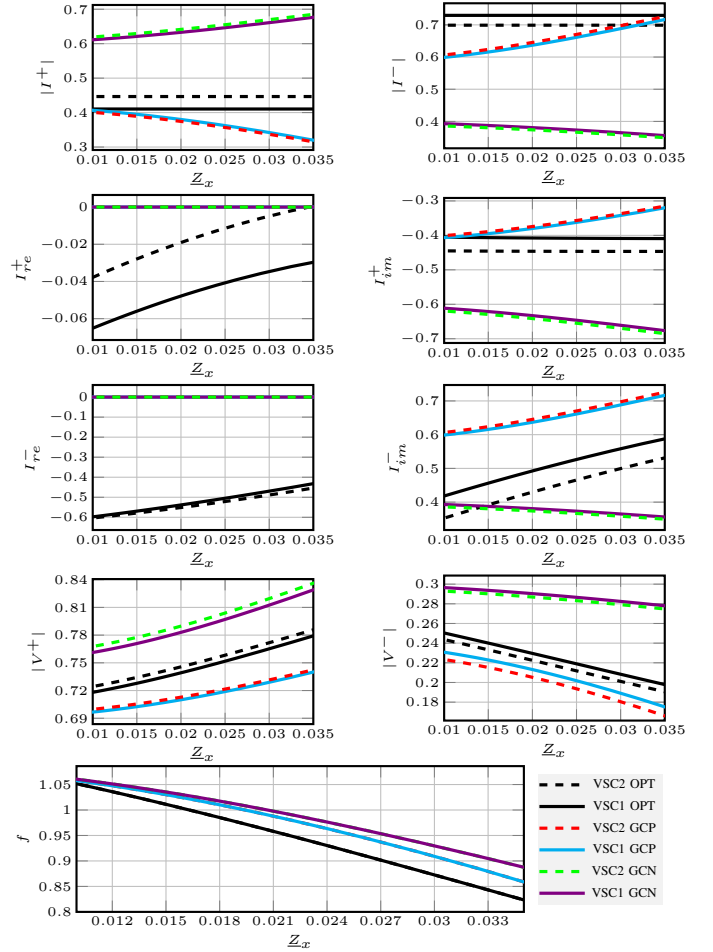 0.7
0.6
0.5
0.4
0.3
|I⁺|
0.01 0.015 0.02 0.025 0.03 0.035
Z_x
0.7
0.6
0.5
0.4
|I⁻|
0.01 0.015 0.02 0.025 0.03 0.035
Z_x
0
−0.02
−0.04
−0.06
I⁺_re
0.01 0.015 0.02 0.025 0.03 0.035
Z_x
−0.3
−0.4
−0.6
−0.7
I⁺_im
0.01 0.015 0.02 0.025 0.03 0.035
Z_x
0
−0.1
−0.2
−0.3
−0.4
−0.5
−0.6
I⁻_re
0.01 0.015 0.02 0.025 0.03 0.035
Z_x
0.7
0.6
0.5
0.4
I⁻_im
0.01 0.015 0.02 0.025 0.03 0.035
Z_x
0.84
0.78
0.75
0.72
0.69
|V⁺|
0.01 0.015 0.02 0.025 0.03 0.035
Z_x
0.3
0.28
0.26
0.24
0.22
0.2
0.18
|V⁻|
0.01 0.015 0.02 0.025 0.03 0.035
Z_x
1.05
1
0.95
0.9
0.85
0.8
f
0.012 0.015 0.018 0.021 0.024 0.027 0.03 0.033
Z_x
VSC2 OPT
VSC1 OPT
VSC2 GCP
VSC1 GCP
VSC2 GCN
VSC1 GCN